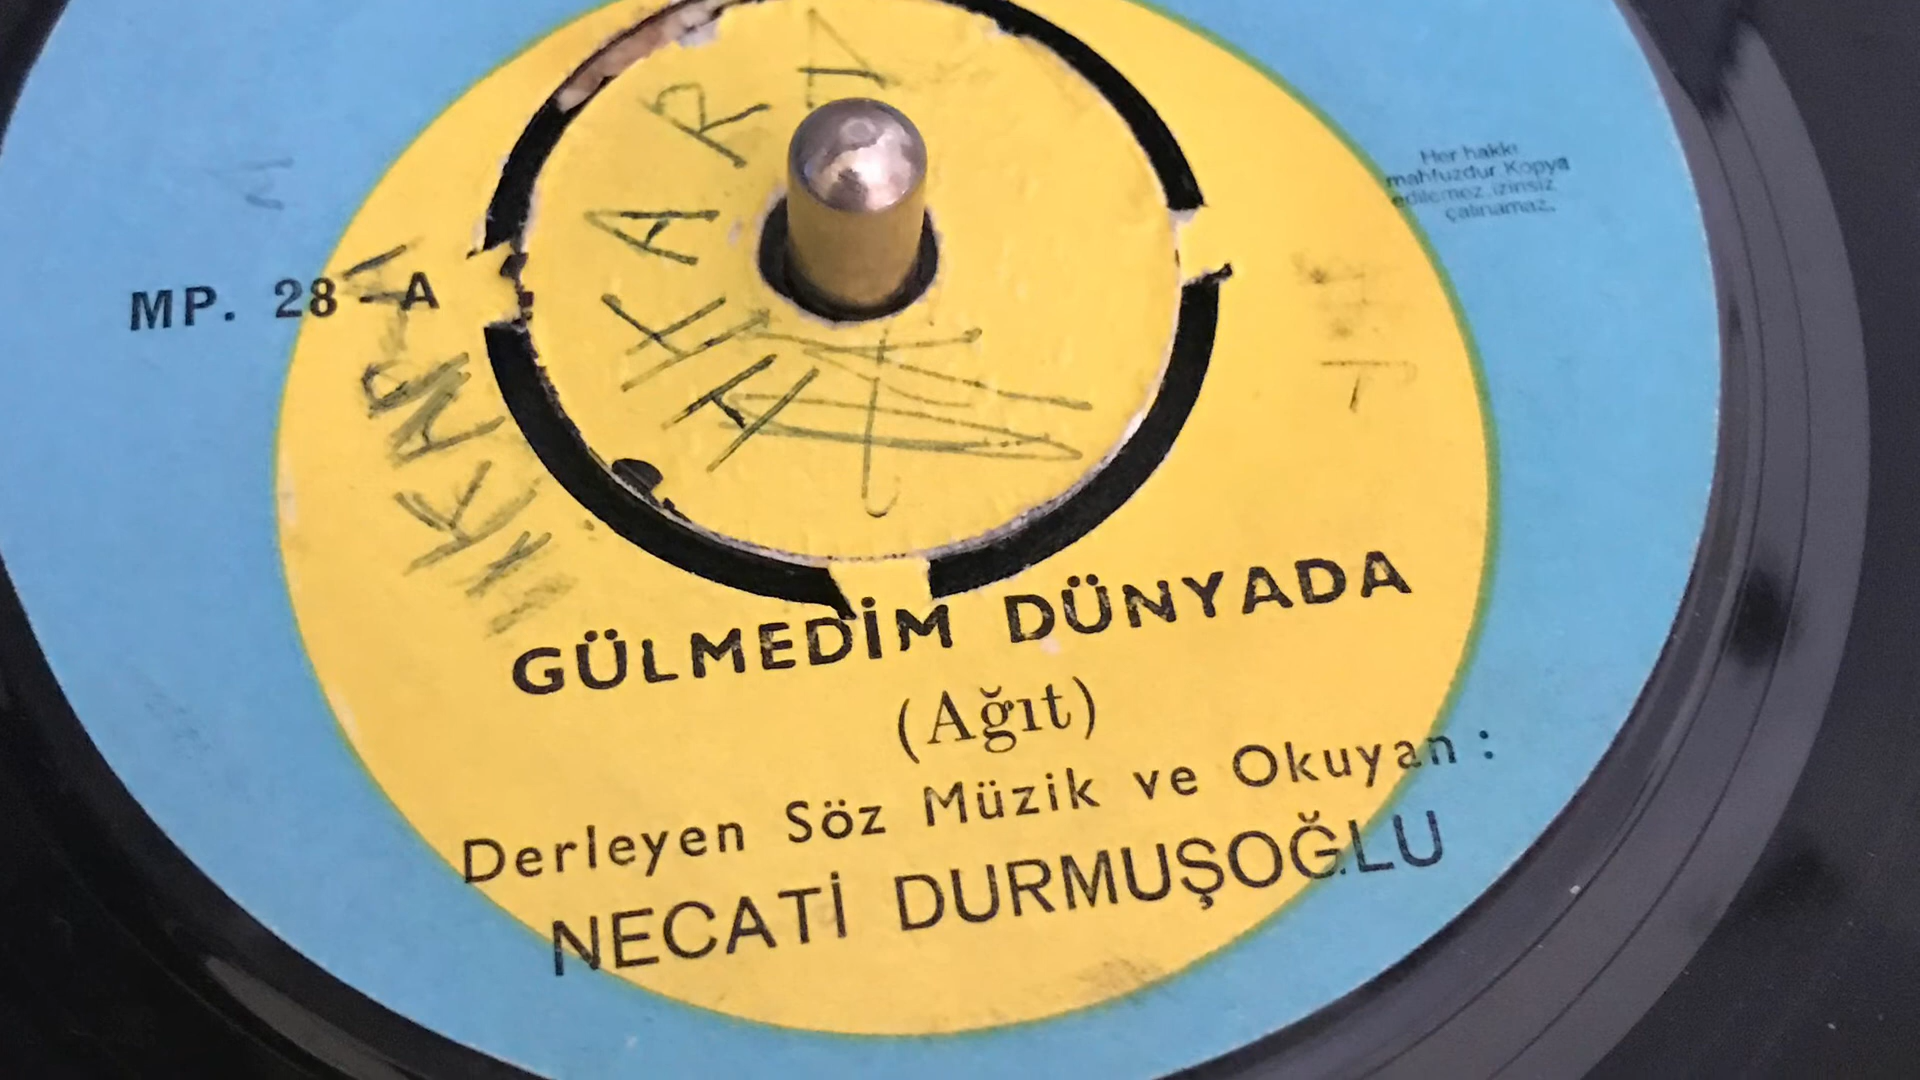 Her hakkı
mahfuzdur Kopya
edilemez izinsiz
çalınamaz.
MP. 28 - A
GÜLMEDİM DÜNYADA
(Ağıt)
Derleyen Söz Müzik ve Okuyan :
NECATİ DURMUŞOĞLU